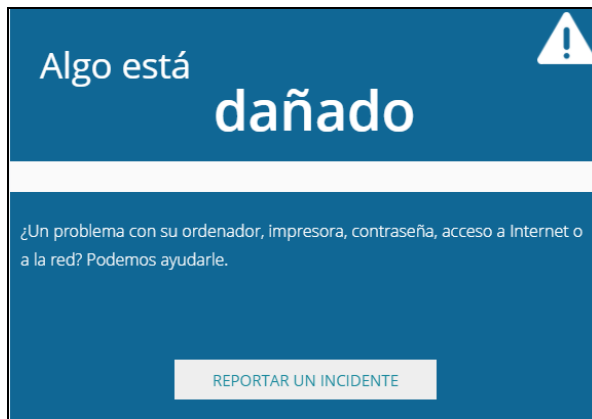 Algo está
dañado
¿Un problema con su ordenador, impresora, contraseña, acceso a Internet o
a la red? Podemos ayudarle.
REPORTAR UN INCIDENTE